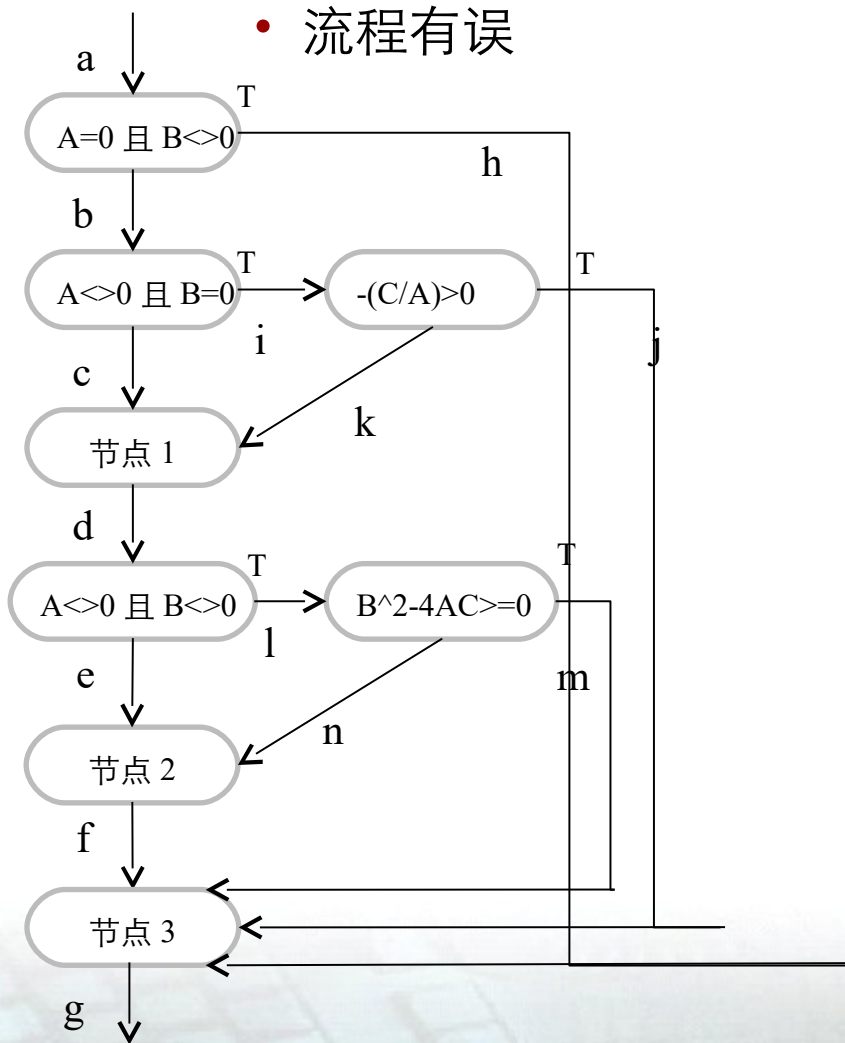 • 流程有误
a
T
A=0 且 B<>0
h
b
T
T
A<>0 且 B=0
-(C/A)>0
i
j
c
k
节点 1
d
T
T
A<>0 且 B<>0
B^2-4AC>=0
l
e
m
n
节点 2
f
节点 3
g